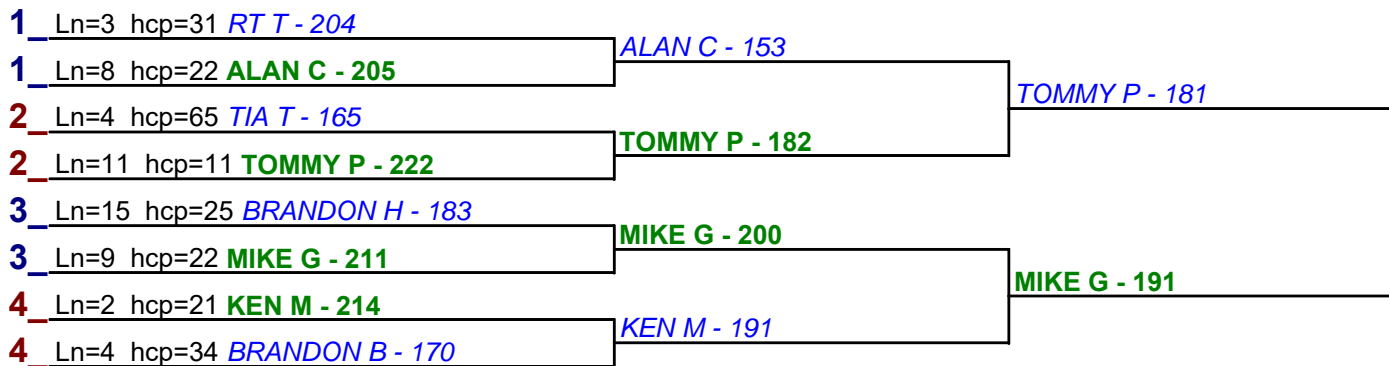 1_ Ln=3 hcp=31 RT T - 204
1_ Ln=8 hcp=22 ALAN C - 205
2_ Ln=4 hcp=65 TIA T - 165
2_ Ln=11 hcp=11 TOMMY P - 222
3_ Ln=15 hcp=25 BRANDON H - 183
3_ Ln=9 hcp=22 MIKE G - 211
4_ Ln=2 hcp=21 KEN M - 214
4_ Ln=4 hcp=34 BRANDON B - 170
ALAN C - 153
TOMMY P - 182
MIKE G - 200
KEN M - 191
TOMMY P - 181
MIKE G - 191